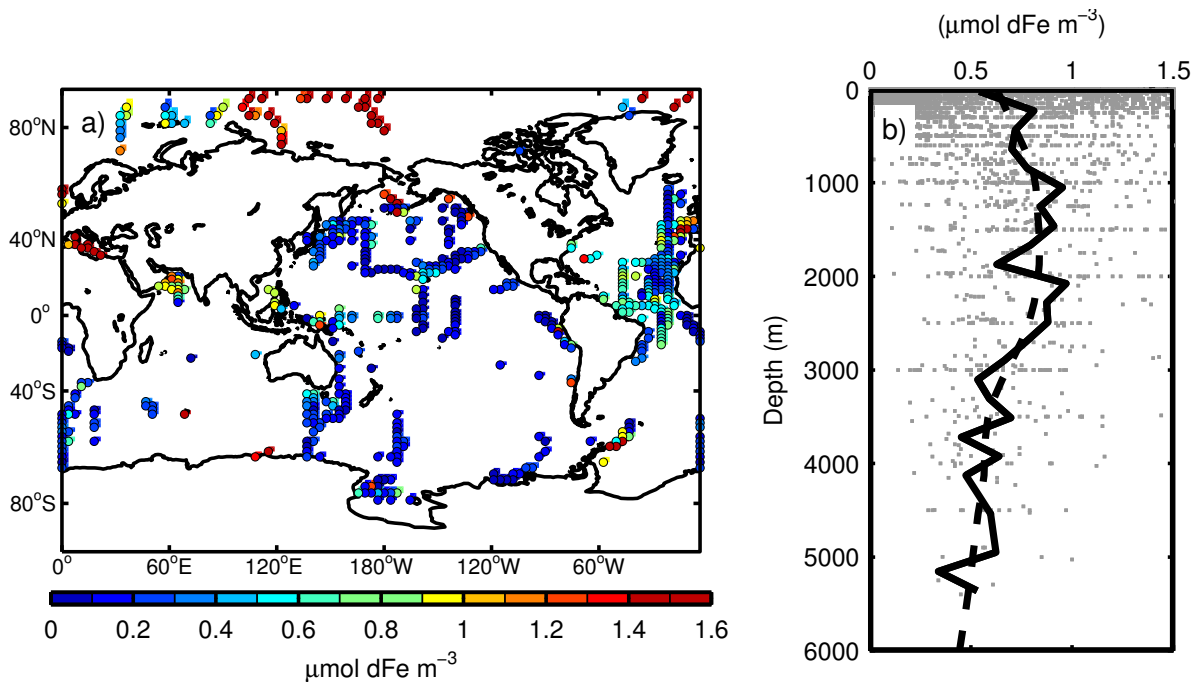 a)
80°N
40°N
0°
40°S
80°S
0° 60°E 120°E 180°W 120°W 60°W
0 0.2 0.4 0.6 0.8 1 1.2 1.4 1.6
μmol dFe m⁻³
(μmol dFe m⁻³)
0 0.5 1 1.5
b)
Depth (m)
0
1000
2000
3000
4000
5000
6000